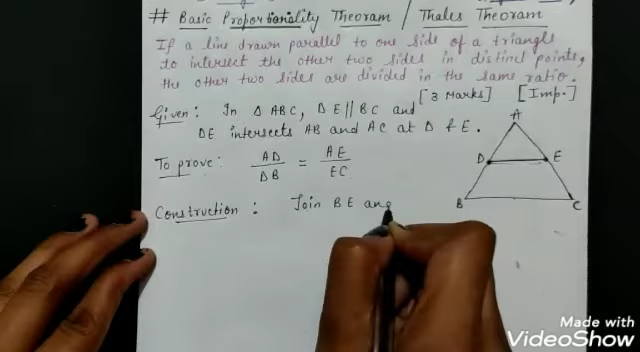 # Basic Proportionality Theoram / Thales Theoram
If a line drawn parallel to one side of a triangle
to intersect the other two sides in distinct points,
the other two sides are divided in the same ratio.
[3 Marks] [Imp.]
Given : In Δ ABC, DE || BC and
DE intersects AB and AC at D & E.
To prove : AD/DB = AE/EC
Construction : Join BE and
A
D
E
B
C
Made with
VideoShow